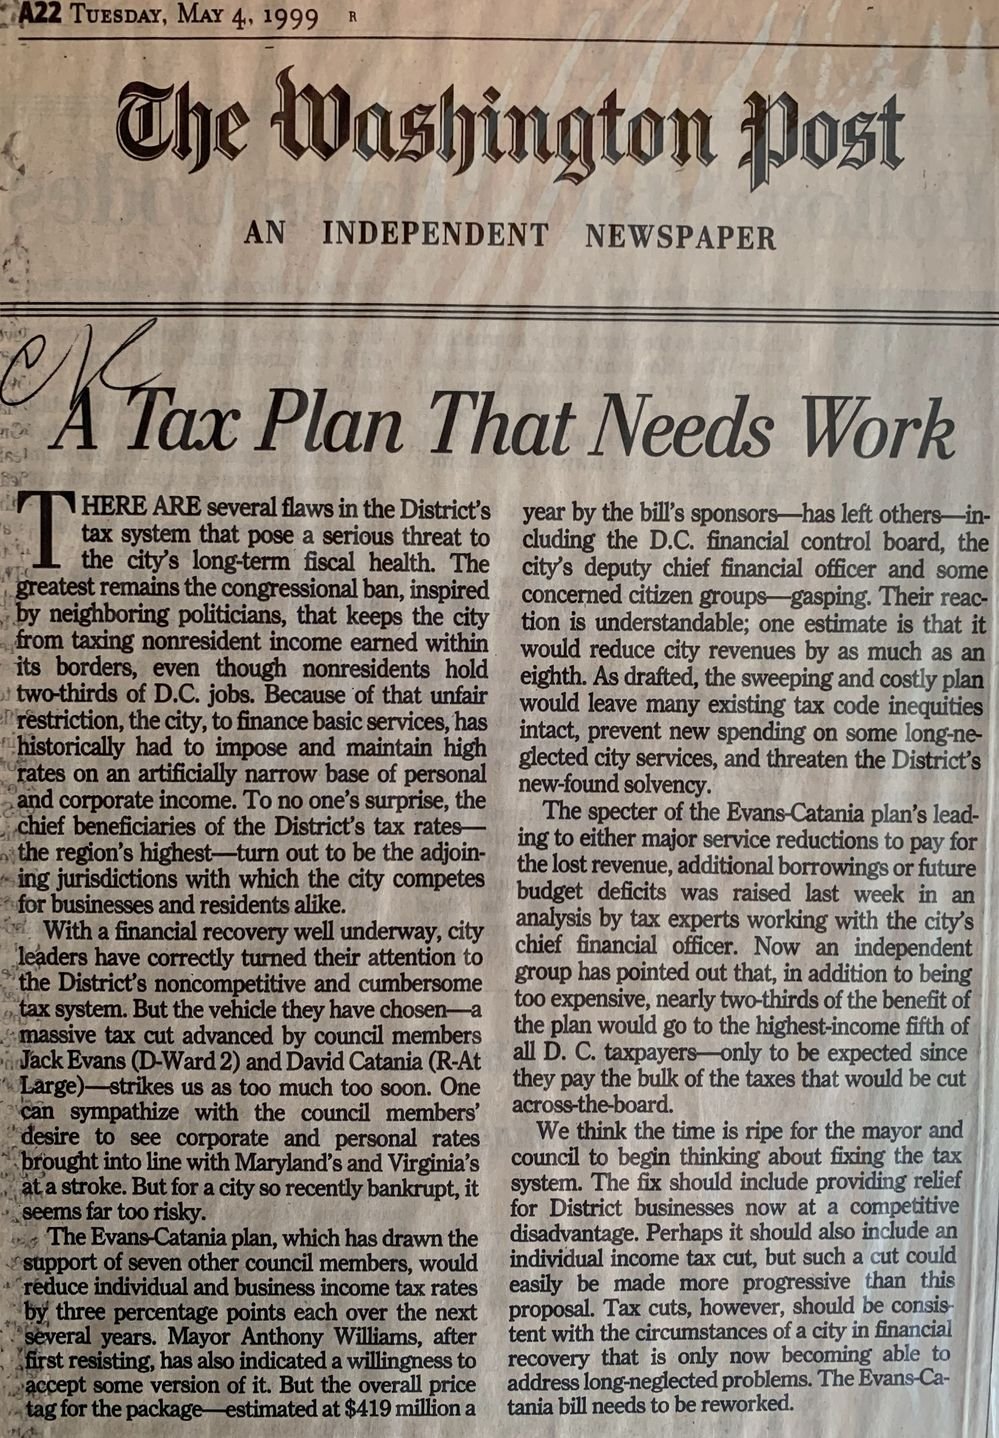 A22 TUESDAY, MAY 4, 1999 R
The Washington Post
AN INDEPENDENT NEWSPAPER
A Tax Plan That Needs Work
THERE ARE several flaws in the District's
tax system that pose a serious threat to
the city's long-term fiscal health. The
greatest remains the congressional ban, inspired
by neighboring politicians, that keeps the city
from taxing nonresident income earned within
its borders, even though nonresidents hold
two-thirds of D.C. jobs. Because of that unfair
restriction, the city, to finance basic services, has
historically had to impose and maintain high
rates on an artificially narrow base of personal
and corporate income. To no one's surprise, the
chief beneficiaries of the District's tax rates—
the region's highest—turn out to be the adjoin-
ing jurisdictions with which the city competes
for businesses and residents alike.
With a financial recovery well underway, city
leaders have correctly turned their attention to
the District's noncompetitive and cumbersome
tax system. But the vehicle they have chosen—a
massive tax cut advanced by council members
Jack Evans (D-Ward 2) and David Catania (R-At
Large)—strikes us as too much too soon. One
can sympathize with the council members'
desire to see corporate and personal rates
brought into line with Maryland's and Virginia's
at a stroke. But for a city so recently bankrupt, it
seems far too risky.
The Evans-Catania plan, which has drawn the
support of seven other council members, would
reduce individual and business income tax rates
by three percentage points each over the next
several years. Mayor Anthony Williams, after
first resisting, has also indicated a willingness to
accept some version of it. But the overall price
tag for the package—estimated at $419 million a
year by the bill's sponsors—has left others—in-
cluding the D.C. financial control board, the
city's deputy chief financial officer and some
concerned citizen groups—gasping. Their reac-
tion is understandable; one estimate is that it
would reduce city revenues by as much as an
eighth. As drafted, the sweeping and costly plan
would leave many existing tax code inequities
intact, prevent new spending on some long-ne-
glected city services, and threaten the District's
new-found solvency.
The specter of the Evans-Catania plan's lead-
ing to either major service reductions to pay for
the lost revenue, additional borrowings or future
budget deficits was raised last week in an
analysis by tax experts working with the city's
chief financial officer. Now an independent
group has pointed out that, in addition to being
too expensive, nearly two-thirds of the benefit of
the plan would go to the highest-income fifth of
all D. C. taxpayers—only to be expected since
they pay the bulk of the taxes that would be cut
across-the-board.
We think the time is ripe for the mayor and
council to begin thinking about fixing the tax
system. The fix should include providing relief
for District businesses now at a competitive
disadvantage. Perhaps it should also include an
individual income tax cut, but such a cut could
easily be made more progressive than this
proposal. Tax cuts, however, should be consis-
tent with the circumstances of a city in financial
recovery that is only now becoming able to
address long-neglected problems. The Evans-Ca-
tania bill needs to be reworked.